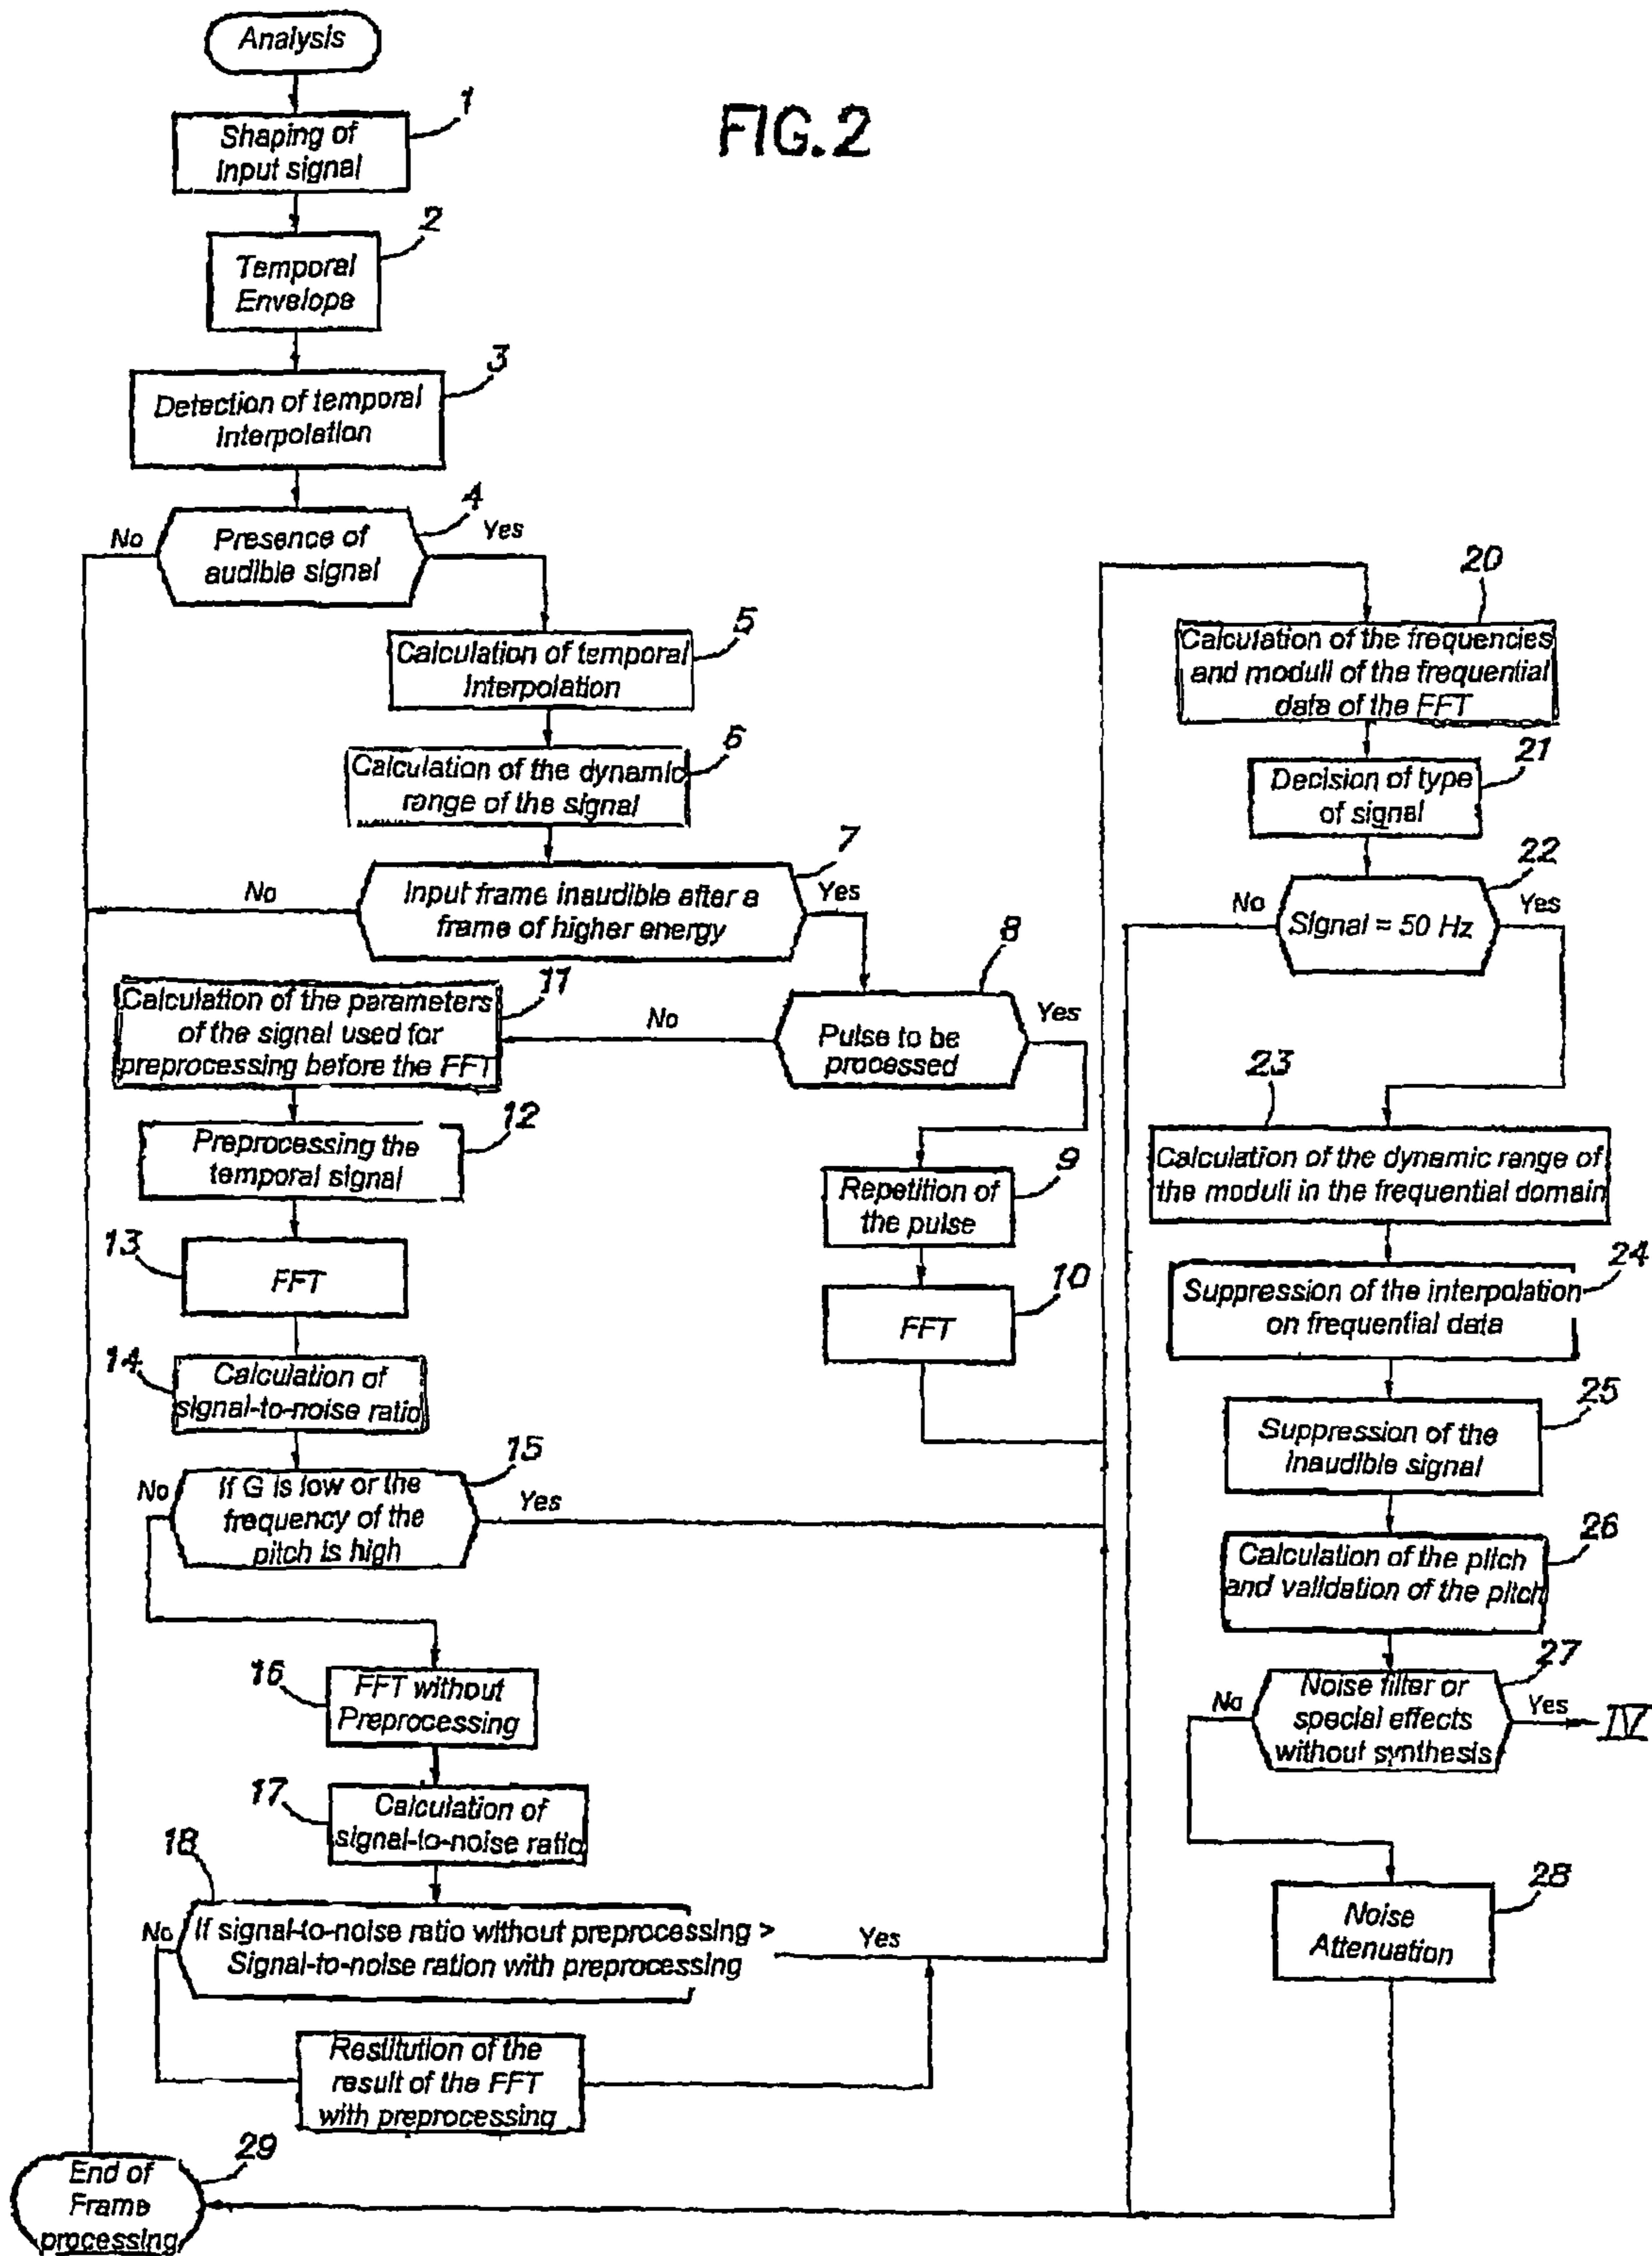 Analysis
FIG. 2
1
Shaping of
Input signal
2
Temporal
Envelope
3
Detection of temporal
Interpolation
4
No
Presence of
audible signal
Yes
5
Calculation of temporal
Interpolation
6
Calculation of the dynamic
range of the signal
7
No
Input frame inaudible after a
frame of higher energy
Yes
8
Pulse to be
processed
No
Yes
11
Calculation of the parameters
of the signal used for
preprocessing before the FFT
12
Preprocessing the
temporal signal
9
Repetition of
the pulse
13
FFT
10
FFT
14
Calculation of
signal-to-noise ratio
15
No
If G is low or the
frequency of the
pitch is high
Yes
16
FFT without
Preprocessing
17
Calculation of
signal-to-noise ratio
18
No
If signal-to-noise ratio without preprocessing >
Signal-to-noise ration with preprocessing
Yes
Restitution of the
result of the FFT
with preprocessing
29
End of
Frame
processing
20
Calculation of the frequencies
and moduli of the frequential
data of the FFT
21
Decision of type
of signal
22
No
Signal = 50 Hz
Yes
23
Calculation of the dynamic range of
the moduli in the frequential domain
24
Suppression of the interpolation
on frequential data
25
Suppression of the
inaudible signal
26
Calculation of the pitch
and validation of the pitch
27
No
Noise filter or
special effects
without synthesis
Yes
IV
28
Noise
Attenuation